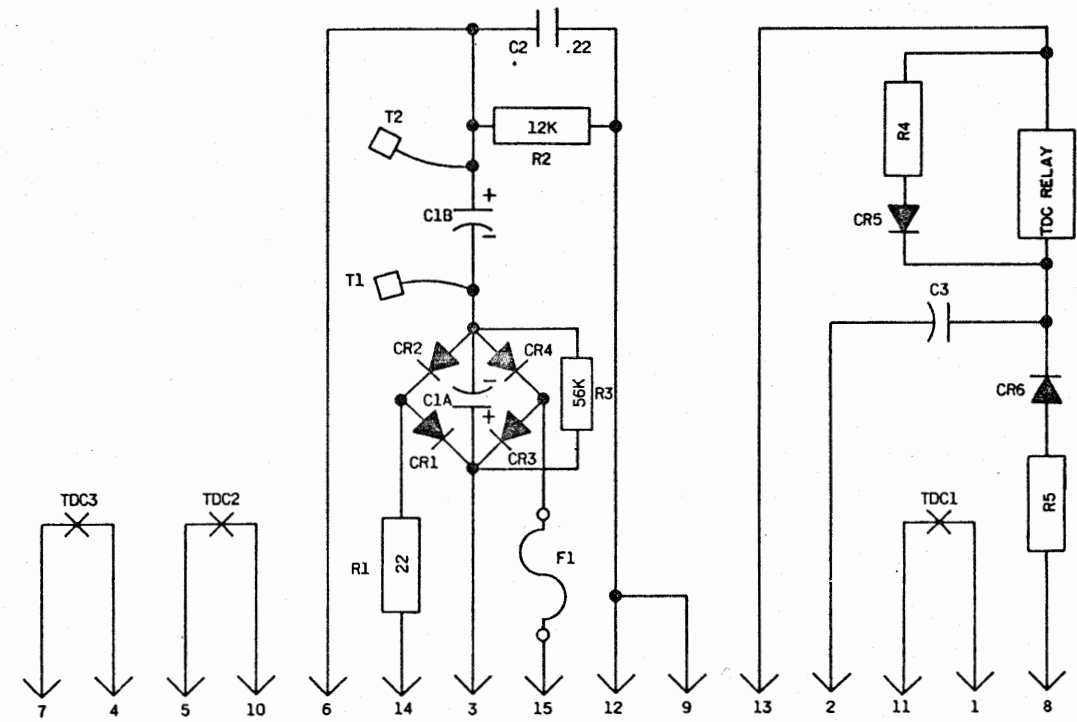 C2 .22
T2
12K
R2
R4
TDC RELAY
+
C1B
−
CR5
T1
C3
CR2 CR4
−
C1A
+
56K
R3
CR6
CR1 CR3
TDC3 TDC2
TDC1
R5
R1
22
F1
7 4 5 10 6 14 3 15 12 9 13 2 11 1 8